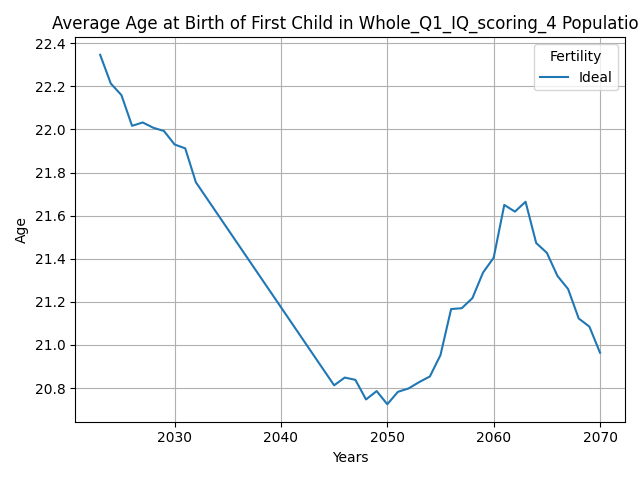 Average Age at Birth of First Child in Whole_Q1_IQ_scoring_4 Populatio
22.4
22.2
22.0
21.8
21.6
21.4
21.2
21.0
20.8
Age
Fertility
Ideal
2030 2040 2050 2060 2070
Years